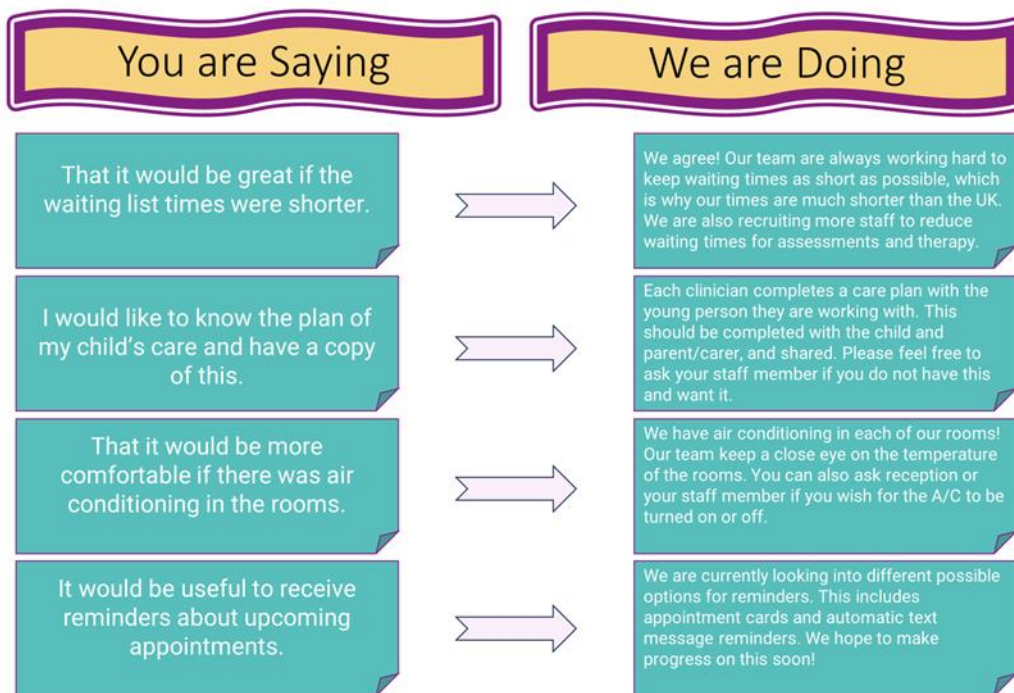 You are Saying
We are Doing
That it would be great if the
waiting list times were shorter.
We agree! Our team are always working hard to
keep waiting times as short as possible, which
is why our times are much shorter than the UK.
We are also recruiting more staff to reduce
waiting times for assessments and therapy.
I would like to know the plan of
my child's care and have a copy
of this.
Each clinician completes a care plan with the
young person they are working with. This
should be completed with the child and
parent/carer, and shared. Please feel free to
ask your staff member if you do not have this
and want it.
That it would be more
comfortable if there was air
conditioning in the rooms.
We have air conditioning in each of our rooms!
Our team keep a close eye on the temperature
of the rooms. You can also ask reception or
your staff member if you wish for the A/C to be
turned on or off.
It would be useful to receive
reminders about upcoming
appointments.
We are currently looking into different possible
options for reminders. This includes
appointment cards and automatic text
message reminders. We hope to make
progress on this soon!